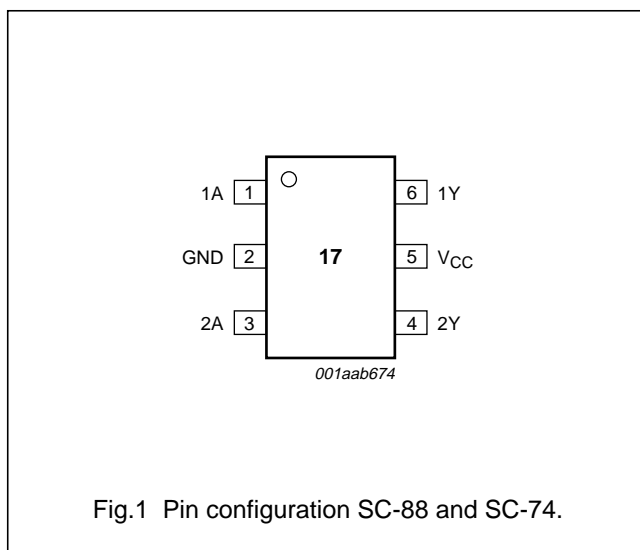 1A 1 6 1Y
GND 2 17 5 VCC
2A 3 4 2Y
001aab674
Fig.1 Pin configuration SC-88 and SC-74.